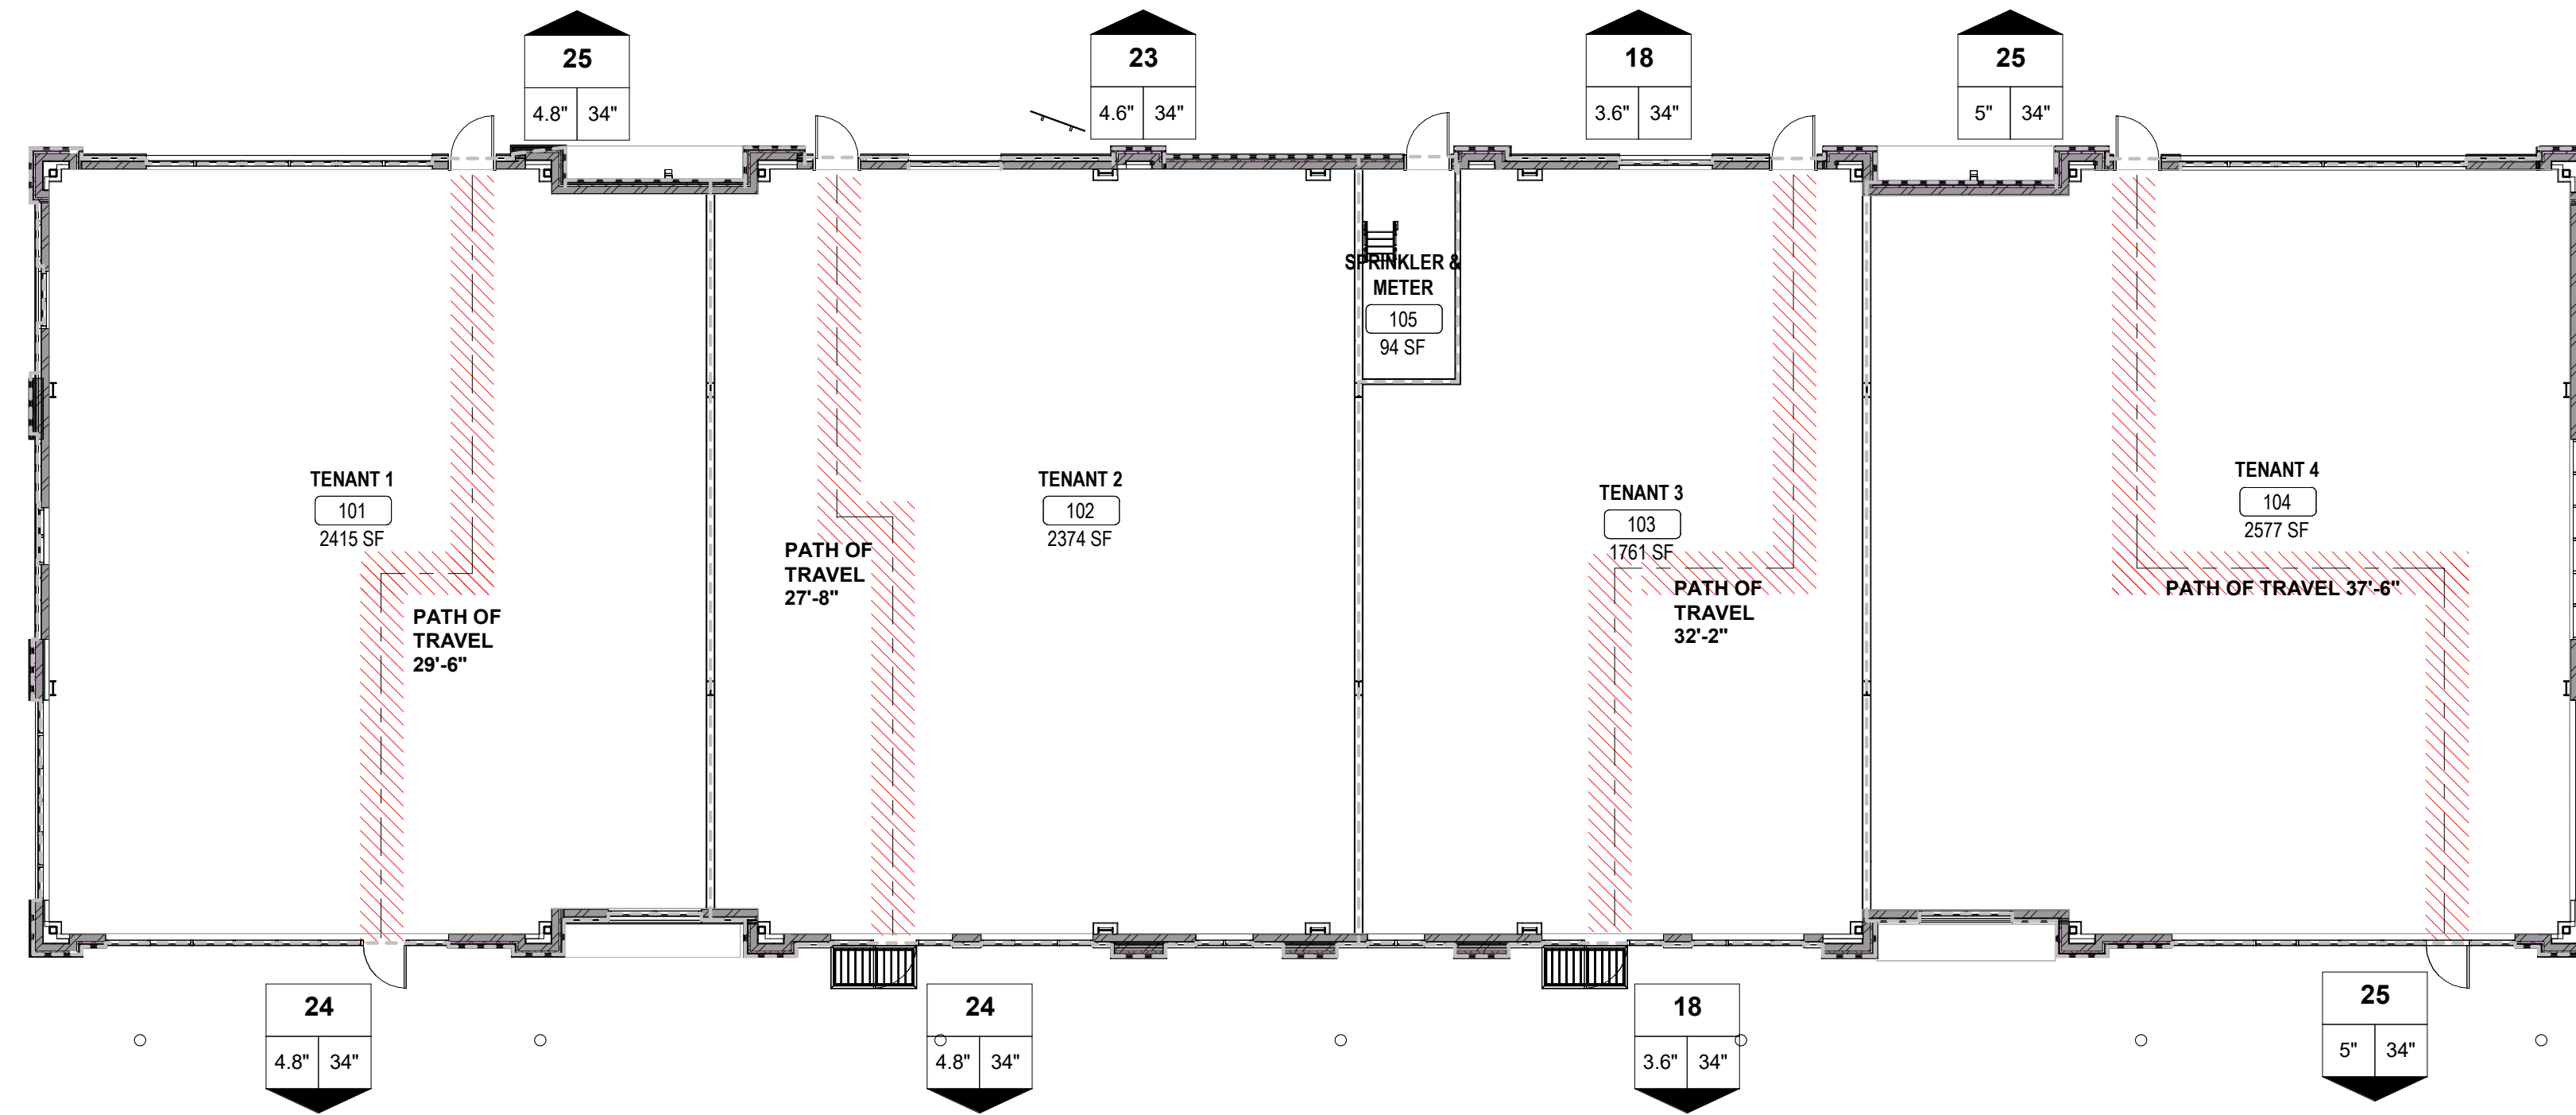 25
4.8" 34"
23
4.6" 34"
18
3.6" 34"
25
5" 34"
SPRINKLER &
METER
105
94 SF
TENANT 1
101
2415 SF
TENANT 2
102
2374 SF
TENANT 3
103
1761 SF
TENANT 4
104
2577 SF
PATH OF
TRAVEL
29'-6"
PATH OF
TRAVEL
27'-8"
PATH OF
TRAVEL
32'-2"
PATH OF TRAVEL 37'-6"
24
4.8" 34"
24
4.8" 34"
18
3.6" 34"
25
5" 34"